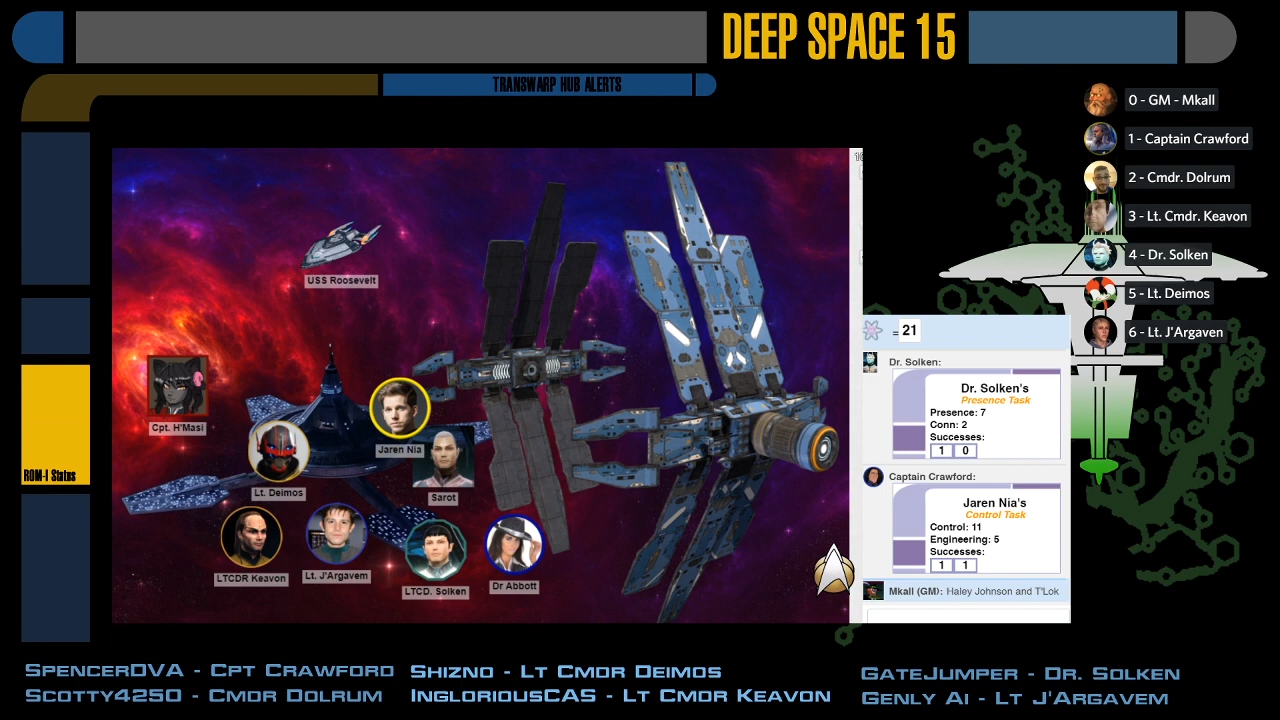 DEEP SPACE 15
TRANSWARP HUB ALERTS
0 - GM - Mkall
1 - Captain Crawford
2 - Cmdr. Dolrum
3 - Lt. Cmdr. Keavon
4 - Dr. Solken
5 - Lt. Deimos
6 - Lt. J'Argaven
ROM-I Status
USS Roosevelt
Cpt. H'Masi
Jaren Nia
Lt. Deimos
Sarot
LTCDR Keavon
Lt. J'Argavem
LTCD. Solken
Dr Abbott
=21
Dr. Solken:
Dr. Solken's
Presence Task
Presence: 7
Conn: 2
Successes:
1 0
Captain Crawford:
Jaren Nia's
Control Task
Control: 11
Engineering: 5
Successes:
1 1
Mkall (GM): Haley Johnson and T'Lok
SpencerDVA - Cpt Crawford
Scotty4250 - Cmdr Dolrum
Shizno - Lt Cmdr Deimos
IngloriousCAS - Lt Cmdr Keavon
GateJumper - Dr. Solken
Genly Ai - Lt J'Argavem